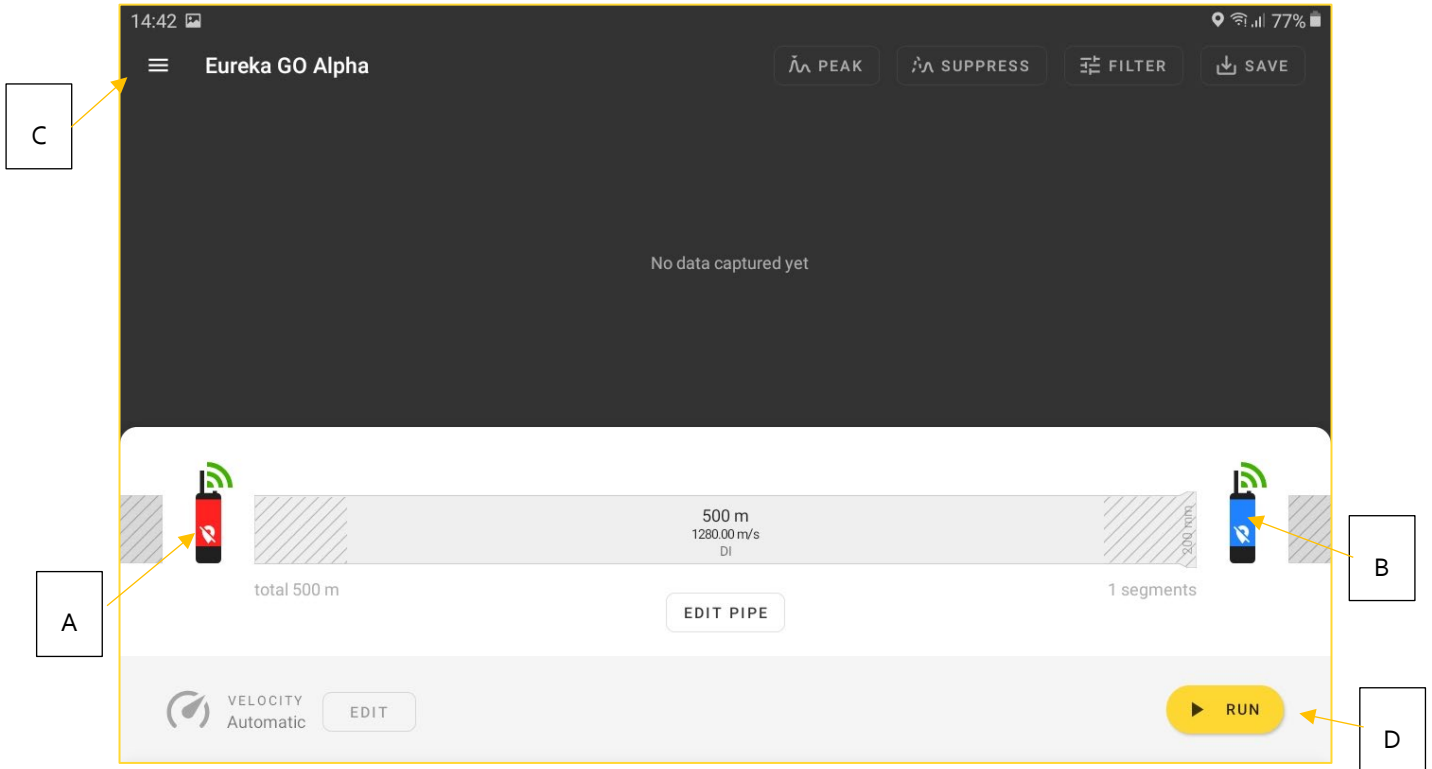 14:42 77%
Eureka GO Alpha PEAK SUPPRESS FILTER SAVE
C
No data captured yet
500 m
1280.00 m/s
DI
200 mm
B
total 500 m 1 segments
A
EDIT PIPE
VELOCITY
Automatic
EDIT
RUN
D